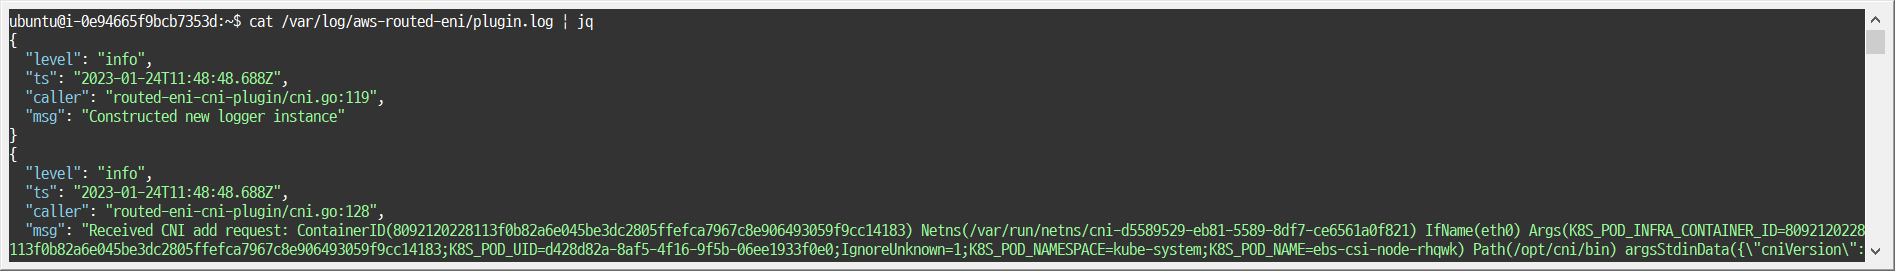 ubuntu@i-0e94665f9bcb7353d:~$ cat /var/log/aws-routed-eni/plugin.log | jq
{
  "level": "info",
  "ts": "2023-01-24T11:48:48.688Z",
  "caller": "routed-eni-cni-plugin/cni.go:119",
  "msg": "Constructed new logger instance"
}
{
  "level": "info",
  "ts": "2023-01-24T11:48:48.688Z",
  "caller": "routed-eni-cni-plugin/cni.go:128",
  "msg": "Received CNI add request: ContainerID(8092120228113f0b82a6e045be3dc2805ffefca7967c8e906493059f9cc14183) Netns(/var/run/netns/cni-d5589529-eb81-5589-8df7-ce6561a0f821) IfName(eth0) Args(K8S_POD_INFRA_CONTAINER_ID=8092120228
113f0b82a6e045be3dc2805ffefca7967c8e906493059f9cc14183;K8S_POD_UID=d428d82a-8af5-4f16-9f5b-06ee1933f0e0;IgnoreUnknown=1;K8S_POD_NAMESPACE=kube-system;K8S_POD_NAME=ebs-csi-node-rhqwk) Path(/opt/cni/bin) argsStdinData({\"cniVersion\":